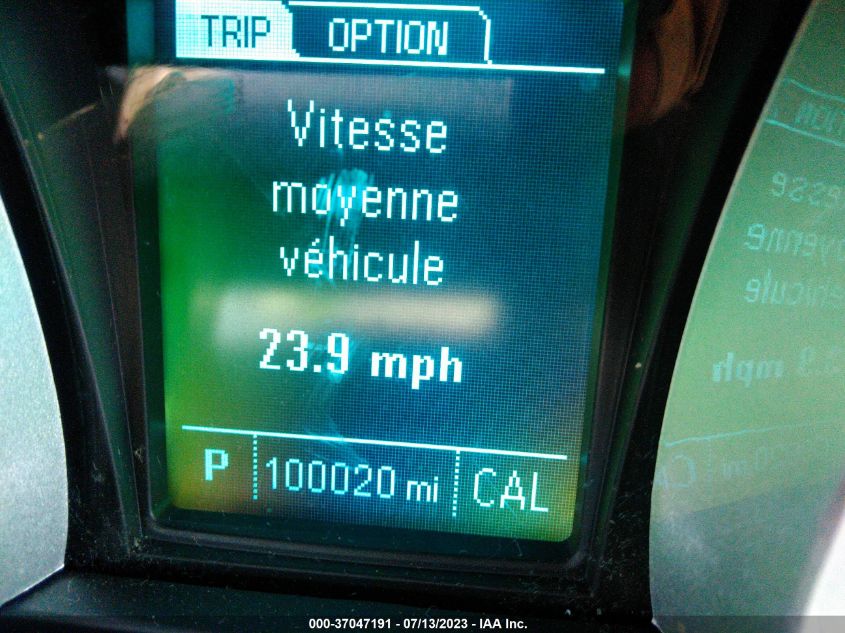 TRIP OPTION
Vitesse
moyenne
véhicule
23.9 mph
P 100020 mi CAL
000-37047191 - 07/13/2023 - IAA Inc.